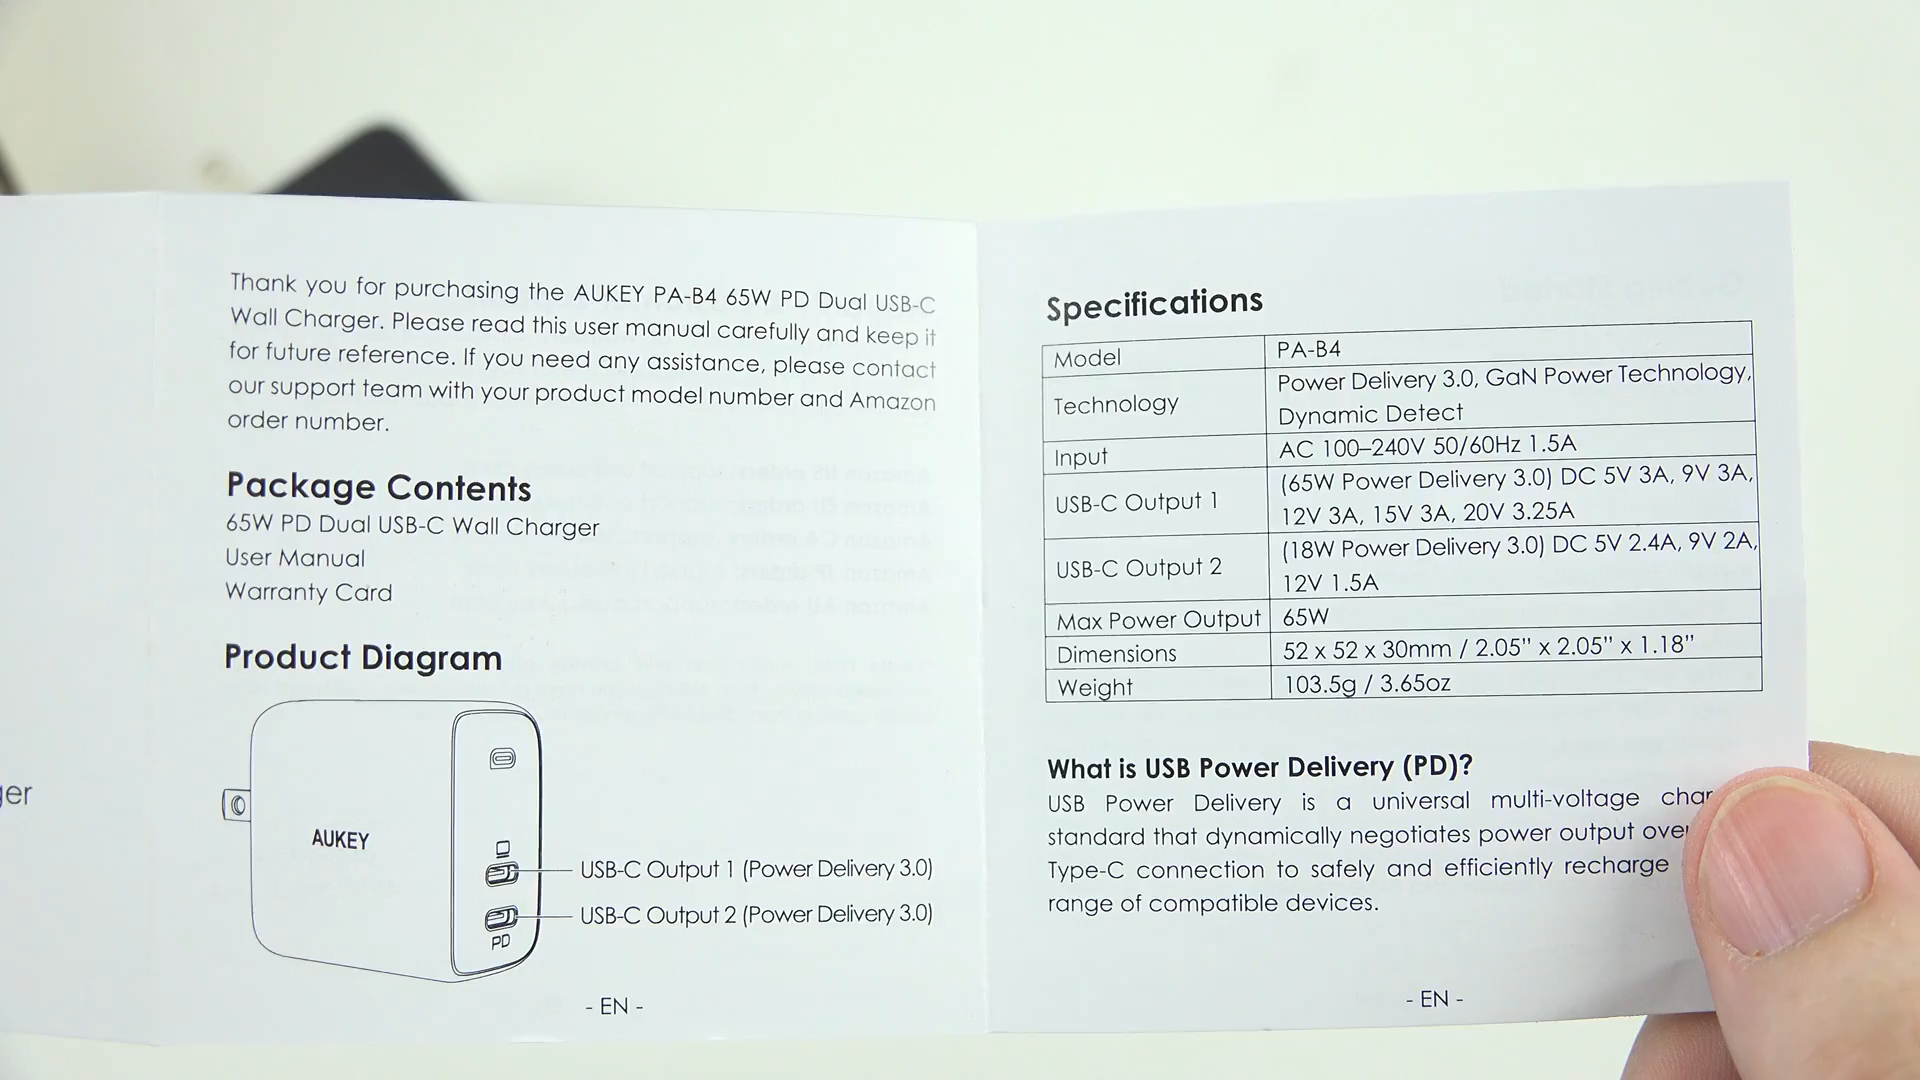 Thank you for purchasing the AUKEY PA-B4 65W PD Dual USB-C
Wall Charger. Please read this user manual carefully and keep it
for future reference. If you need any assistance, please contact
our support team with your product model number and Amazon
order number.
Package Contents
65W PD Dual USB-C Wall Charger
User Manual
Warranty Card
Product Diagram
AUKEY
USB-C Output 1 (Power Delivery 3.0)
USB-C Output 2 (Power Delivery 3.0)
PD
- EN -
Specifications
Model PA-B4
Technology Power Delivery 3.0, GaN Power Technology,
Dynamic Detect
Input AC 100–240V 50/60Hz 1.5A
USB-C Output 1 (65W Power Delivery 3.0) DC 5V 3A, 9V 3A,
12V 3A, 15V 3A, 20V 3.25A
USB-C Output 2 (18W Power Delivery 3.0) DC 5V 2.4A, 9V 2A,
12V 1.5A
Max Power Output 65W
Dimensions 52 x 52 x 30mm / 2.05” x 2.05” x 1.18”
Weight 103.5g / 3.65oz
What is USB Power Delivery (PD)?
USB Power Delivery is a universal multi-voltage
standard that dynamically negotiates power output
Type-C connection to safely and efficiently recharge
range of compatible devices.
- EN -